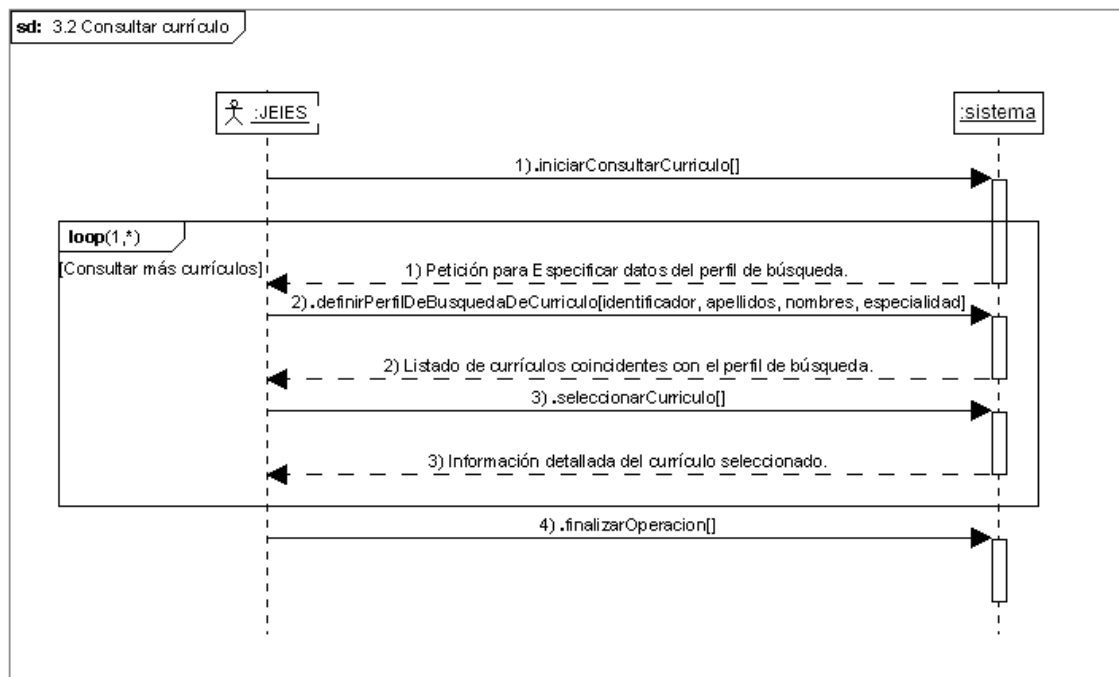 sd: 3.2 Consultar currículo
:JEIES
:sistema
1).iniciarConsultarCurriculo[]
loop(1,*)
[Consultar más currículos]
1) Petición para Especificar datos del perfil de búsqueda.
2).definirPerfilDeBusquedaDeCurriculo[identificador, apellidos, nombres, especialidad]
2) Listado de currículos coincidentes con el perfil de búsqueda.
3).seleccionarCurriculo[]
3) Información detallada del currículo seleccionado.
4).finalizarOperacion[]